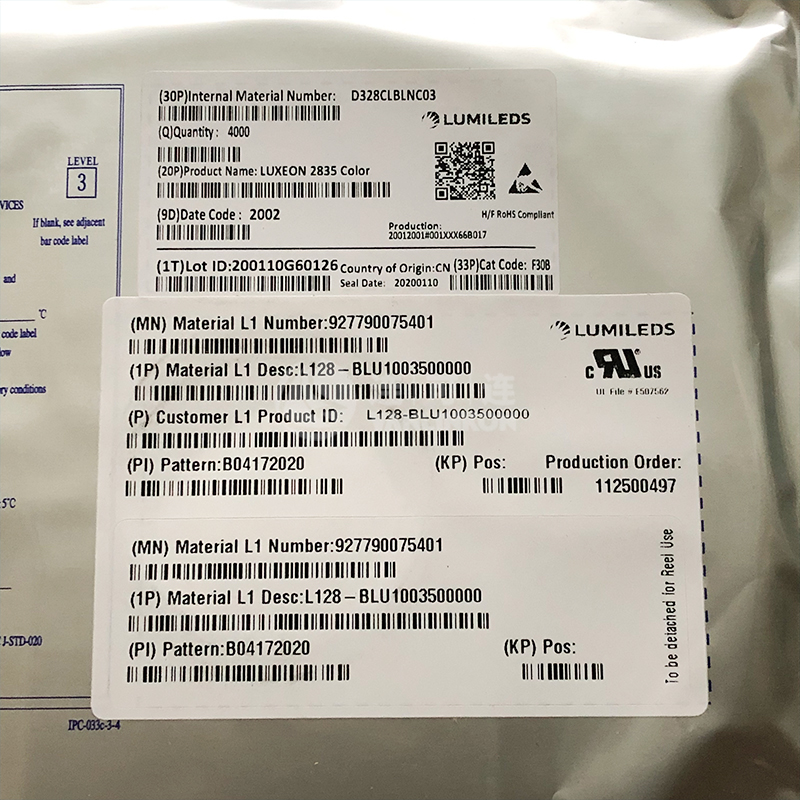 LEVEL
3
VICES
If blank, see adjacent
bar code label
and
°C
code label
ow
ry conditions
5°C
J-STD-020
IPC-033c-3-4
(30P)Internal Material Number: D328CLBLNC03
LUMILEDS
(Q)Quantity: 4000
(20P)Product Name: LUXEON 2835 Color
(9D)Date Code: 2002
H/F RoHS Compliant
Production:
20012001#001XXX66B017
(1T)Lot ID:200110G60126 Country of Origin:CN (33P)Cat Code: F30B
Seal Date: 20200110
(MN) Material L1 Number:927790075401
LUMILEDS
(1P) Material L1 Desc:L128-BLU1003500000
c RU US
UL File # E507562
(P) Customer L1 Product ID: L128-BLU1003500000
(PI) Pattern:B04172020 (KP) Pos: Production Order:
112500497
(MN) Material L1 Number:927790075401
(1P) Material L1 Desc:L128-BLU1003500000
(PI) Pattern:B04172020 (KP) Pos:
To be detached for Reel Use